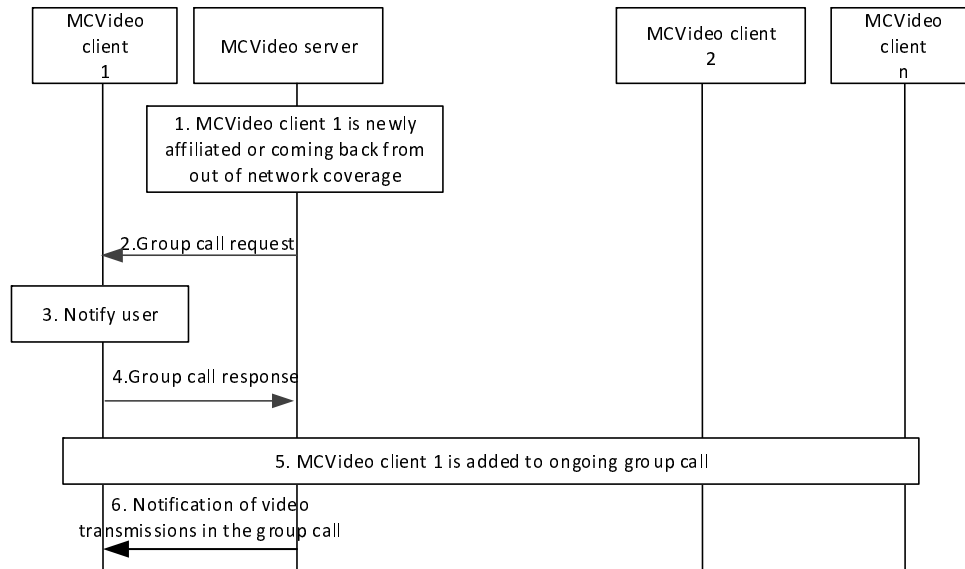 MCVideo
client
1
MCVideo server
MCVideo client
2
MCVideo
client
n
1. MCVideo client 1 is newly
affiliated or coming back from
out of network coverage
2.Group call request
3. Notify user
4.Group call response
5. MCVideo client 1 is added to ongoing group call
6. Notification of video
transmissions in the group call